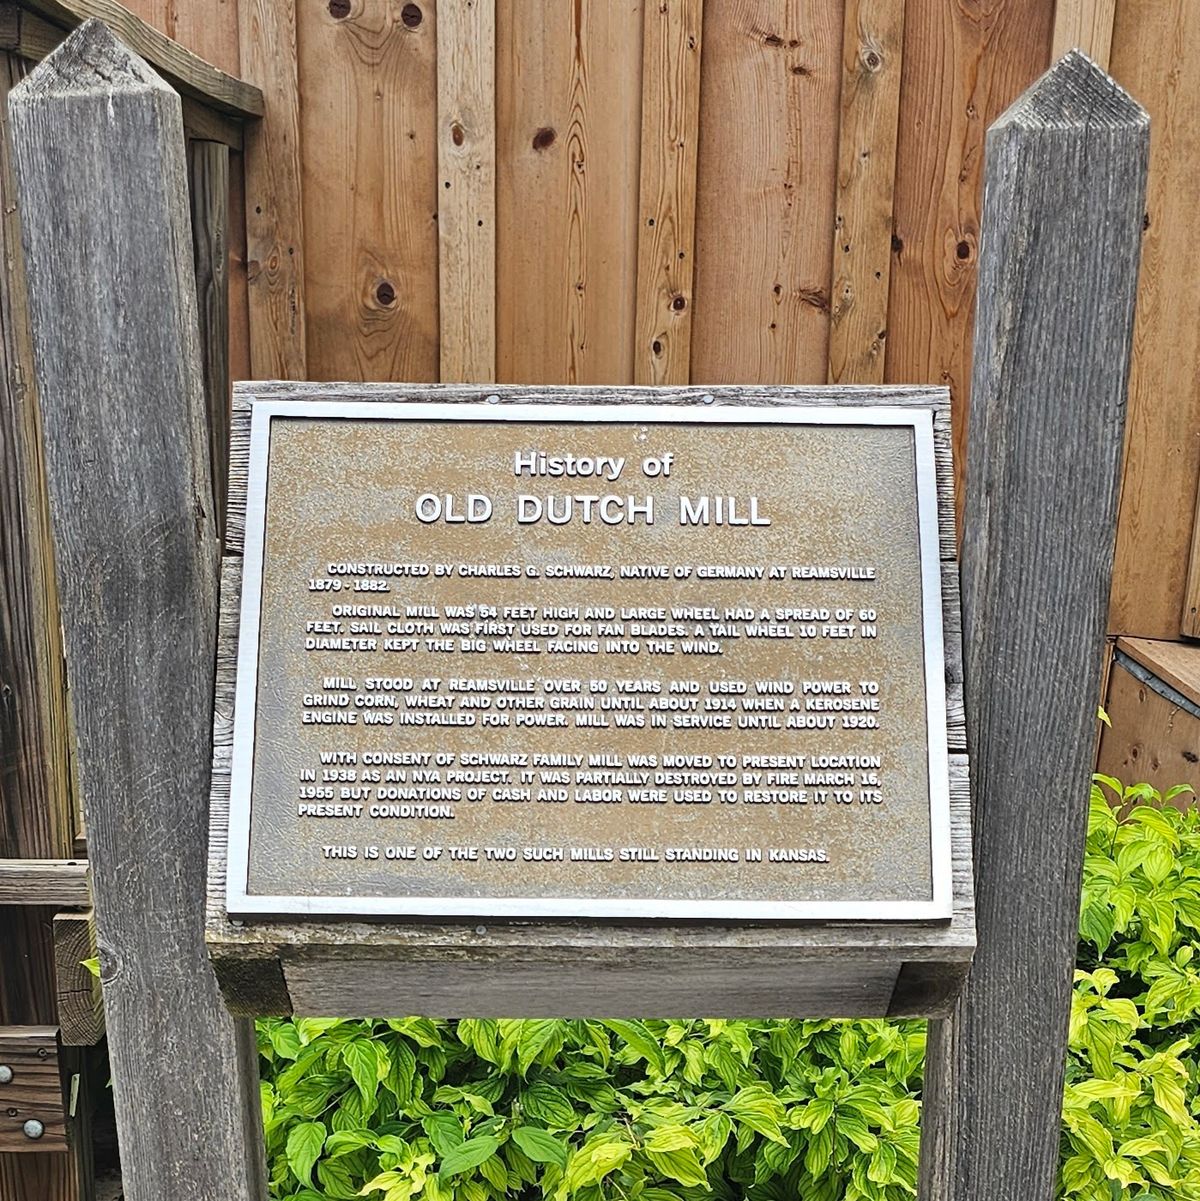 History of
OLD DUTCH MILL
CONSTRUCTED BY CHARLES G. SCHWARZ, NATIVE OF GERMANY AT REAMSVILLE
1879 - 1882.
ORIGINAL MILL WAS 54 FEET HIGH AND LARGE WHEEL HAD A SPREAD OF 60
FEET. SAIL CLOTH WAS FIRST USED FOR FAN BLADES. A TAIL WHEEL 10 FEET IN
DIAMETER KEPT THE BIG WHEEL FACING INTO THE WIND.
MILL STOOD AT REAMSVILLE OVER 50 YEARS AND USED WIND POWER TO
GRIND CORN, WHEAT AND OTHER GRAIN UNTIL ABOUT 1914 WHEN A KEROSENE
ENGINE WAS INSTALLED FOR POWER. MILL WAS IN SERVICE UNTIL ABOUT 1920.
WITH CONSENT OF SCHWARZ FAMILY MILL WAS MOVED TO PRESENT LOCATION
IN 1938 AS AN NYA PROJECT. IT WAS PARTIALLY DESTROYED BY FIRE MARCH 16,
1955 BUT DONATIONS OF CASH AND LABOR WERE USED TO RESTORE IT TO ITS
PRESENT CONDITION.
THIS IS ONE OF THE TWO SUCH MILLS STILL STANDING IN KANSAS.